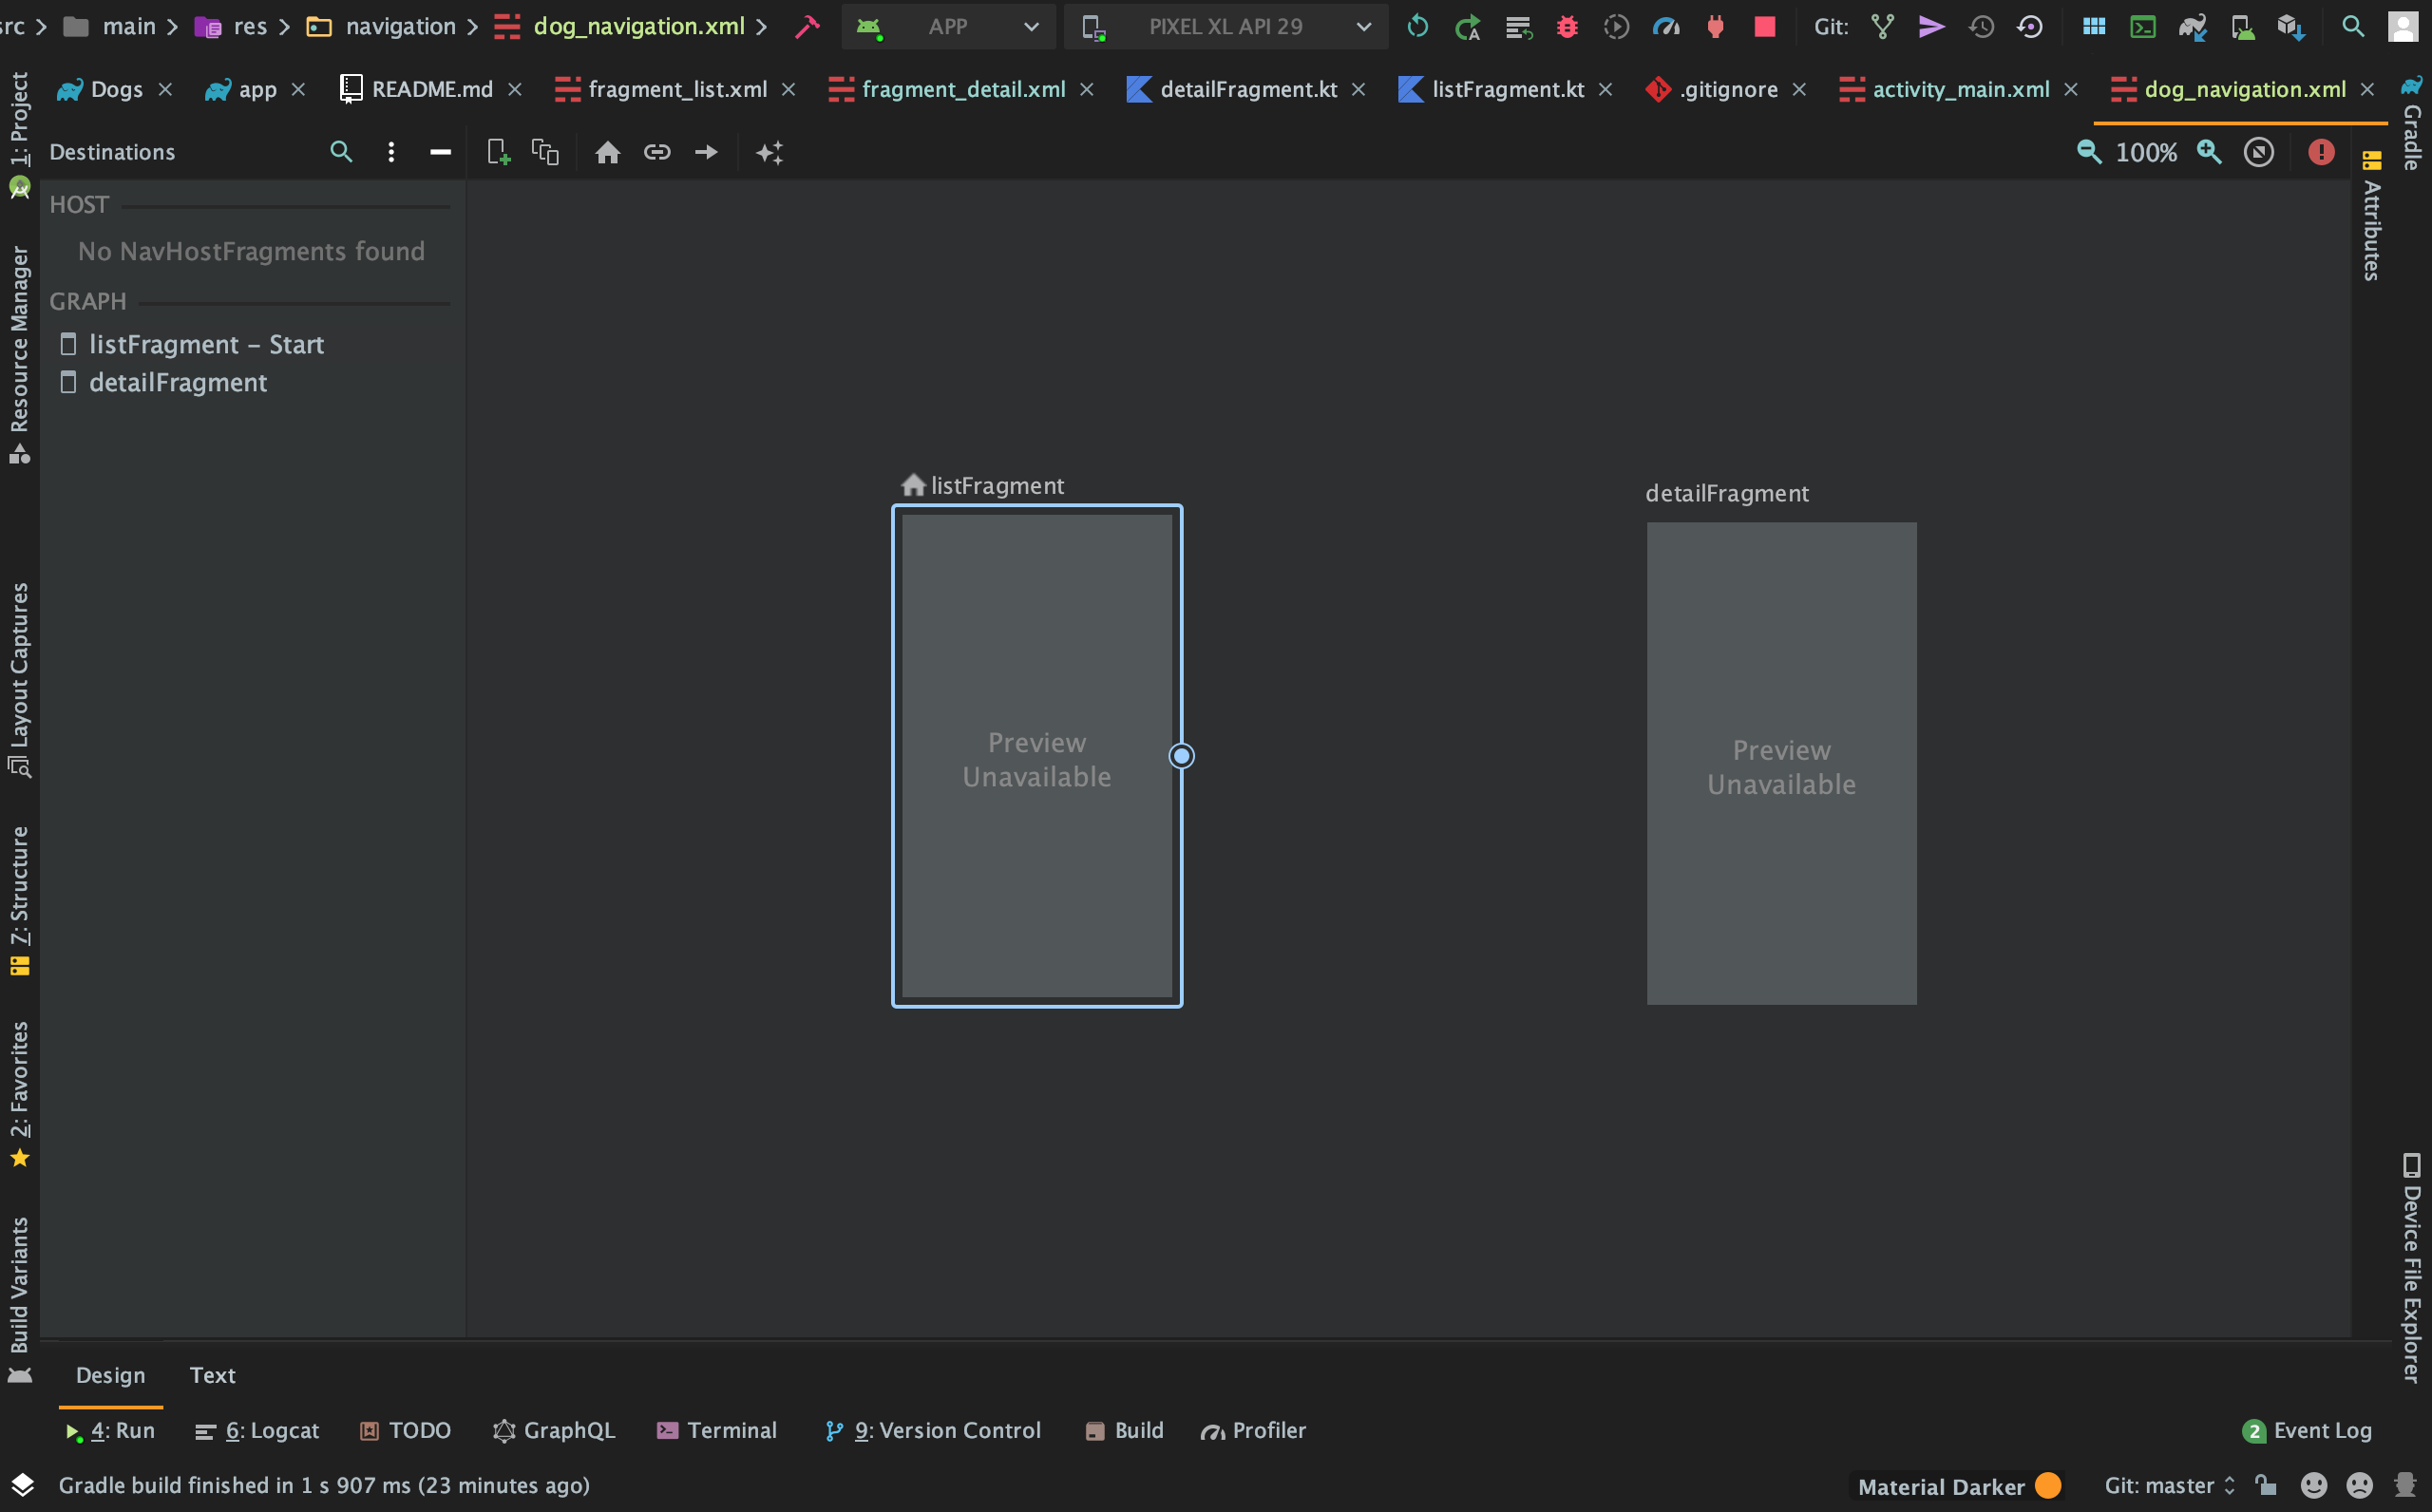 src
main
res
navigation
dog_navigation.xml
APP
PIXEL XL API 29
Git:
Dogs
app
README.md
fragment_list.xml
fragment_detail.xml
detailFragment.kt
listFragment.kt
.gitignore
activity_main.xml
dog_navigation.xml
1: Project
Resource Manager
Layout Captures
7: Structure
2: Favorites
Build Variants
Destinations
100%
HOST
No NavHostFragments found
GRAPH
listFragment – Start
detailFragment
listFragment
Preview
Unavailable
detailFragment
Preview
Unavailable
Gradle
Attributes
Device File Explorer
Design
Text
4: Run
6: Logcat
TODO
GraphQL
Terminal
9: Version Control
Build
Profiler
2 Event Log
Gradle build finished in 1 s 907 ms (23 minutes ago)
Material Darker
Git: master